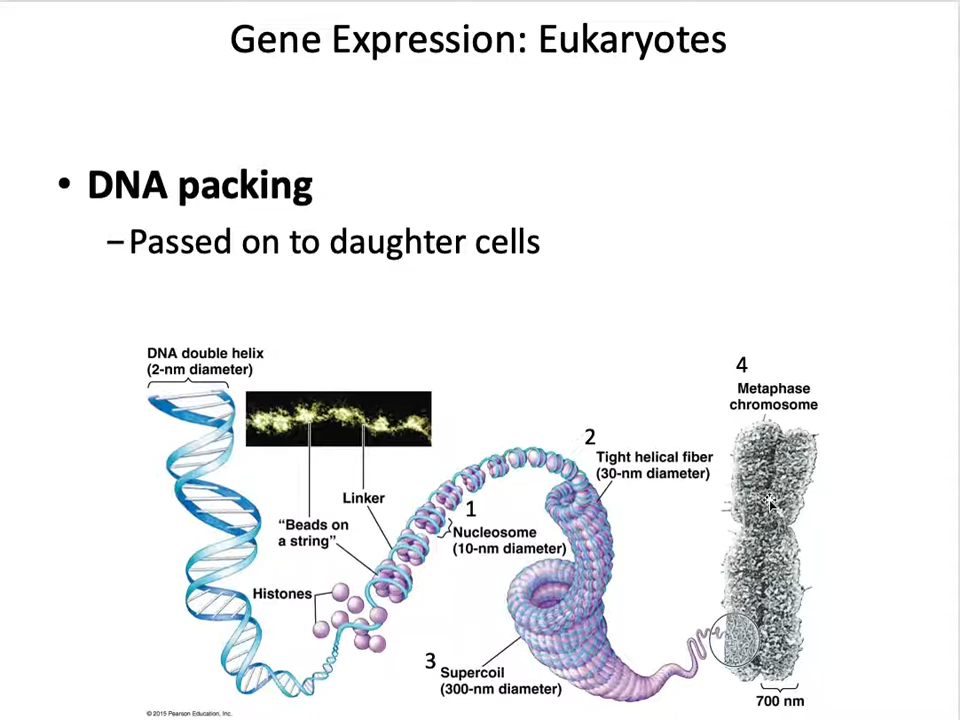 Gene Expression: Eukaryotes
• DNA packing
–Passed on to daughter cells
DNA double helix
(2-nm diameter)
4
Metaphase
chromosome
2
Tight helical fiber
(30-nm diameter)
Linker
1
"Beads on
a string"
Nucleosome
(10-nm diameter)
Histones
3
Supercoil
(300-nm diameter)
700 nm
© 2015 Pearson Education, Inc.